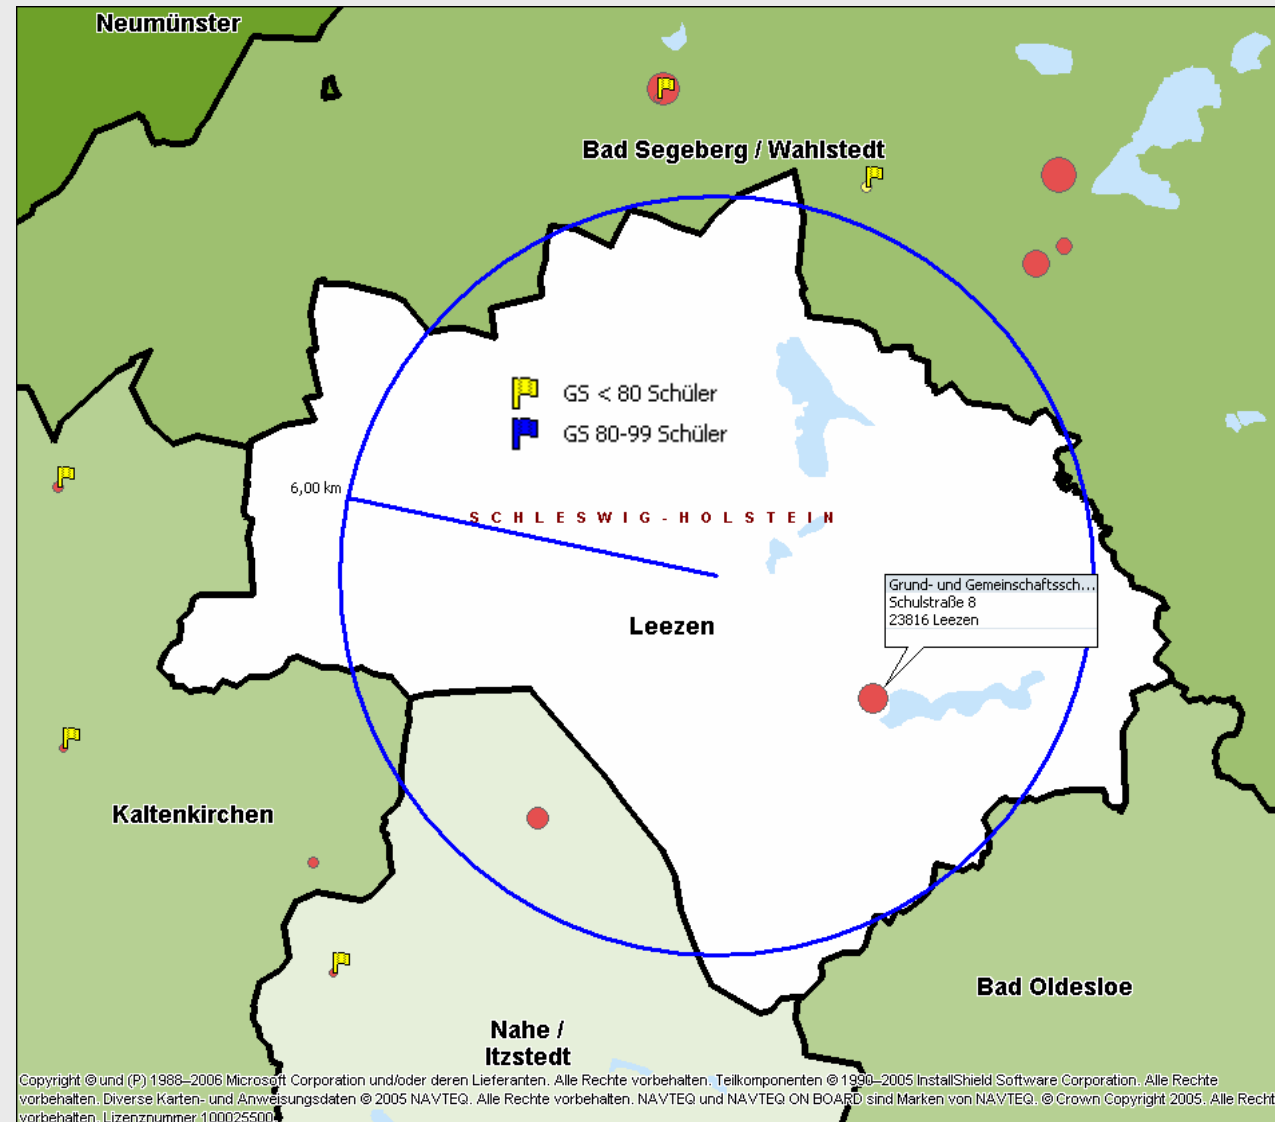 Neumünster
Bad Segeberg / Wahlstedt
GS < 80 Schüler
GS 80-99 Schüler
6,00 km
SCHLESWIG-HOLSTEIN
Grund- und Gemeinschaftssch...
Schulstraße 8
23816 Leezen
Leezen
Kaltenkirchen
Bad Oldesloe
Nahe /
Itzstedt
Copyright © und (P) 1988–2006 Microsoft Corporation und/oder deren Lieferanten. Alle Rechte vorbehalten. Teilkomponenten © 1990–2005 InstallShield Software Corporation. Alle Rechte
vorbehalten. Diverse Karten- und Anweisungsdaten © 2005 NAVTEQ. Alle Rechte vorbehalten. NAVTEQ und NAVTEQ ON BOARD sind Marken von NAVTEQ. © Crown Copyright 2005. Alle Recht
vorbehalten. Lizenznummer 100025500